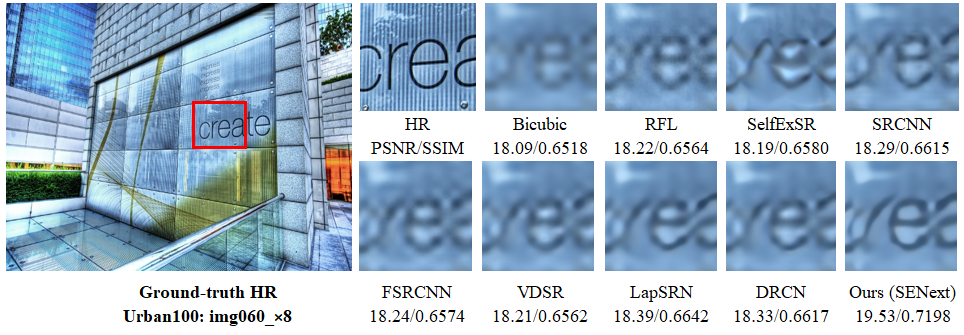 create
crea
HR
PSNR/SSIM
Bicubic
18.09/0.6518
RFL
18.22/0.6564
SelfExSR
18.19/0.6580
SRCNN
18.29/0.6615
FSRCNN
18.24/0.6574
VDSR
18.21/0.6562
LapSRN
18.39/0.6642
DRCN
18.33/0.6617
Ours (SENext)
19.53/0.7198
Ground-truth HR
Urban100: img060_×8